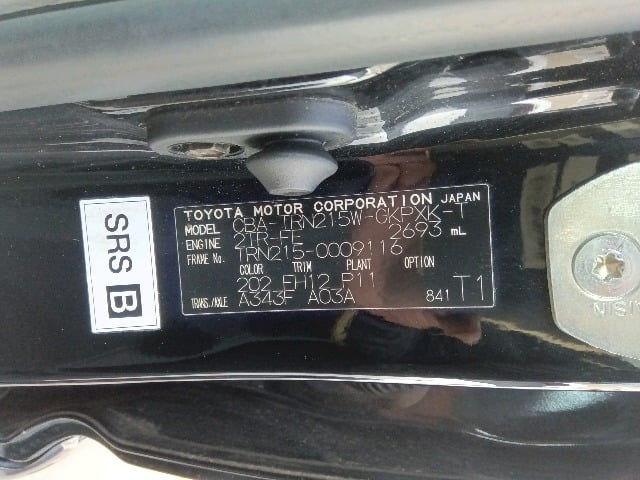 TOYOTA MOTOR CORPORATION JAPAN
MODEL CBA-TRN215W-GKPXK-T
ENGINE 2TR-FE 2693 mL
FRAME NO. TRN215-0009113
COLOR TRIM PLANT OPTION
202 FH12 P11
TRANS./AXLE A343F A03A 841 T1
SRS B